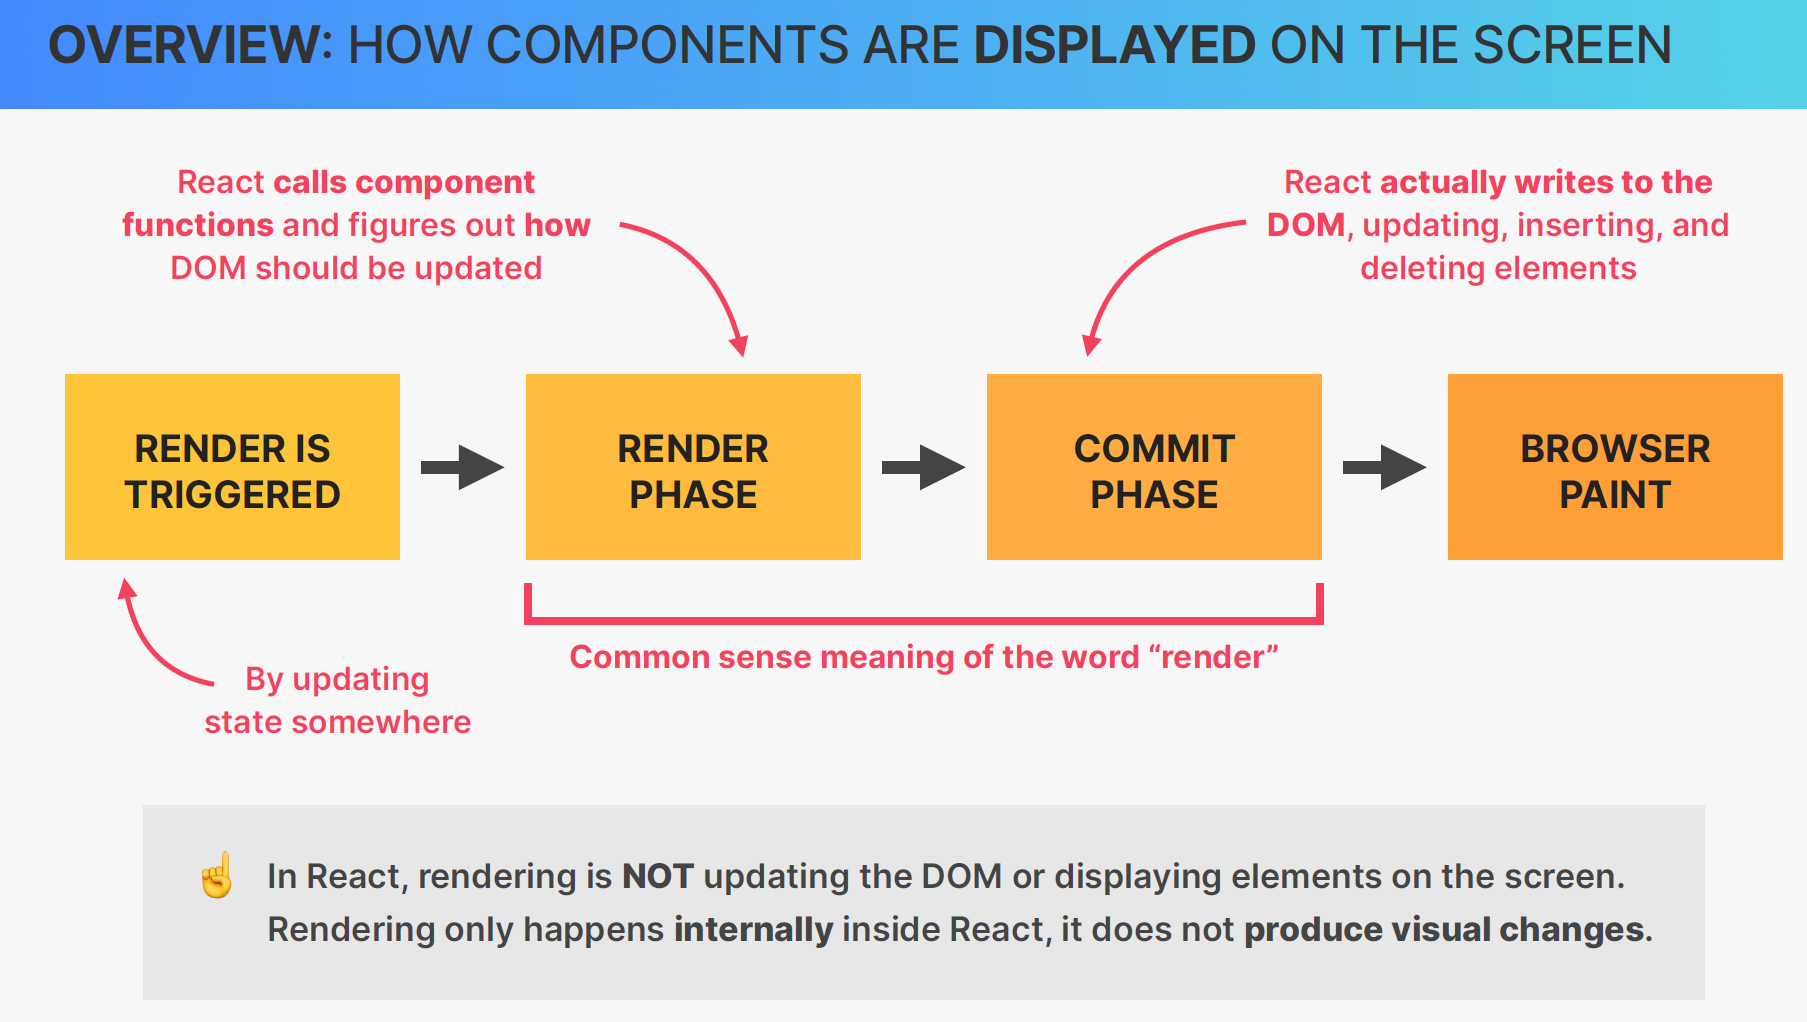 OVERVIEW: HOW COMPONENTS ARE DISPLAYED ON THE SCREEN
React calls component
functions and figures out how
DOM should be updated
React actually writes to the
DOM, updating, inserting, and
deleting elements
RENDER IS
TRIGGERED
RENDER
PHASE
COMMIT
PHASE
BROWSER
PAINT
By updating
state somewhere
Common sense meaning of the word “render”
☝️ In React, rendering is NOT updating the DOM or displaying elements on the screen.
Rendering only happens internally inside React, it does not produce visual changes.